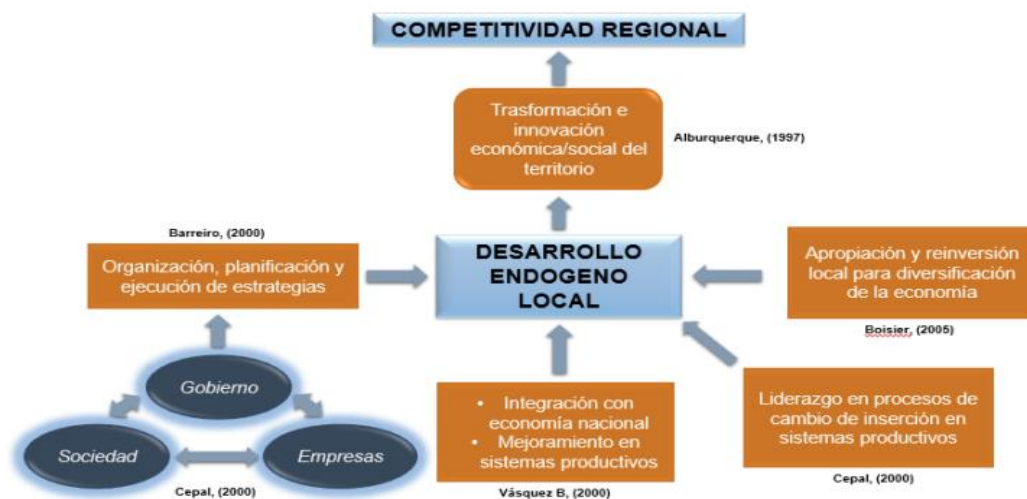 COMPETITIVIDAD REGIONAL
Trasformación e
innovación
económica/social del
territorio
Alburquerque, (1997)
Barreiro, (2000)
Organización, planificación y
ejecución de estrategias
DESARROLLO
ENDOGENO
LOCAL
Apropiación y reinversión
local para diversificación
de la economía
Boisier, (2005)
Gobierno
Sociedad
Empresas
Cepal, (2000)
• Integración con
economía nacional
• Mejoramiento en
sistemas productivos
Vásquez B, (2000)
Liderazgo en procesos de
cambio de inserción en
sistemas productivos
Cepal, (2000)